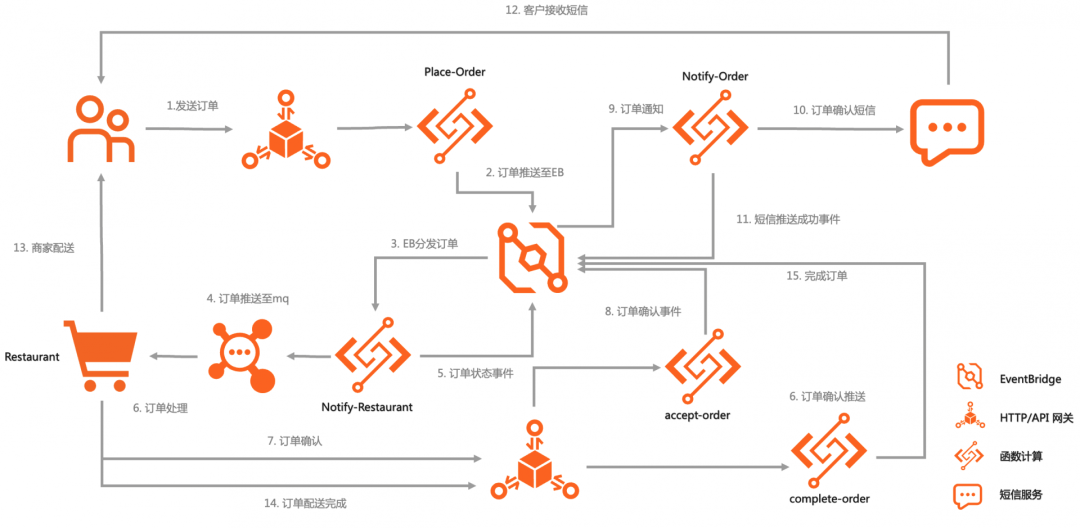 12. 客户接收短信
Place-Order
Notify-Order
1.发送订单
9. 订单通知
10. 订单确认短信
2. 订单推送至EB
11. 短信推送成功事件
13. 商家配送
3. EB分发订单
15. 完成订单
4. 订单推送至mq
8. 订单确认事件
Restaurant
5. 订单状态事件
EventBridge
6. 订单处理
Notify-Restaurant
accept-order
6. 订单确认推送
HTTP/API 网关
7. 订单确认
函数计算
complete-order
短信服务
14. 订单配送完成